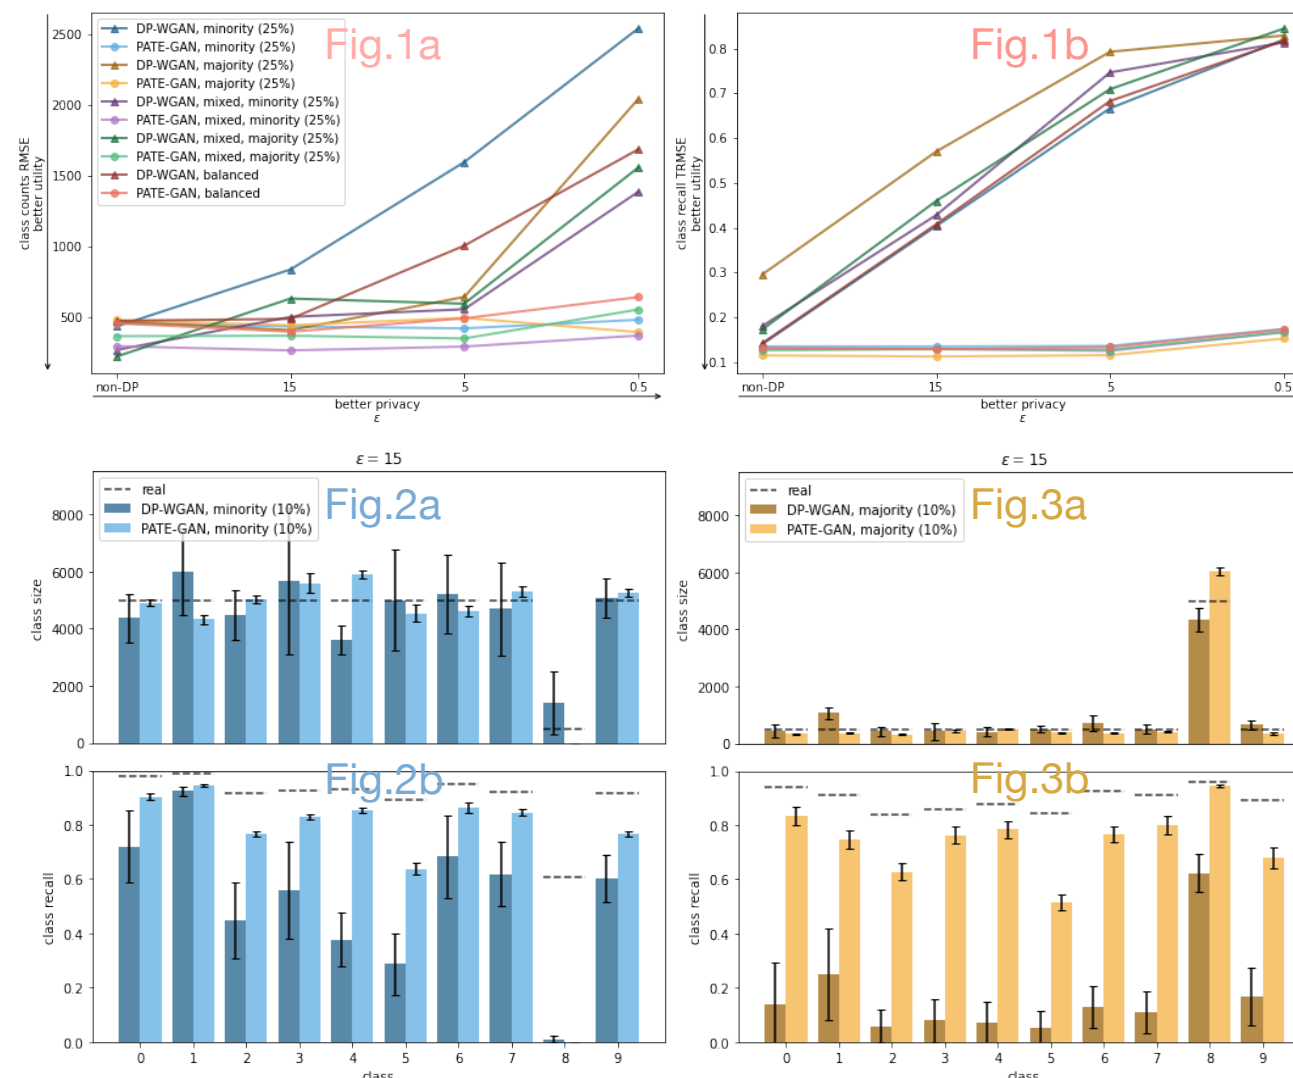 Fig.1a
DP-WGAN, minority (25%)
PATE-GAN, minority (25%)
DP-WGAN, majority (25%)
PATE-GAN, majority (25%)
DP-WGAN, mixed, minority (25%)
PATE-GAN, mixed, minority (25%)
DP-WGAN, mixed, majority (25%)
PATE-GAN, mixed, majority (25%)
DP-WGAN, balanced
PATE-GAN, balanced
2500
2000
1500
1000
500
class counts RMSE
better utility
non-DP 15 5 0.5
better privacy
ε
Fig.1b
0.8
0.7
0.6
0.5
0.4
0.3
0.2
0.1
class recall TRMSE
better utility
non-DP 15 5 0.5
better privacy
ε
ε = 15
Fig.2a
real
DP-WGAN, minority (10%)
PATE-GAN, minority (10%)
8000
6000
4000
2000
0
class size
Fig.2b
1.0
0.8
0.6
0.4
0.2
0.0
class recall
0 1 2 3 4 5 6 7 8 9
class
ε = 15
Fig.3a
real
DP-WGAN, majority (10%)
PATE-GAN, majority (10%)
8000
6000
4000
2000
0
class size
Fig.3b
1.0
0.8
0.6
0.4
0.2
0.0
class recall
0 1 2 3 4 5 6 7 8 9
class